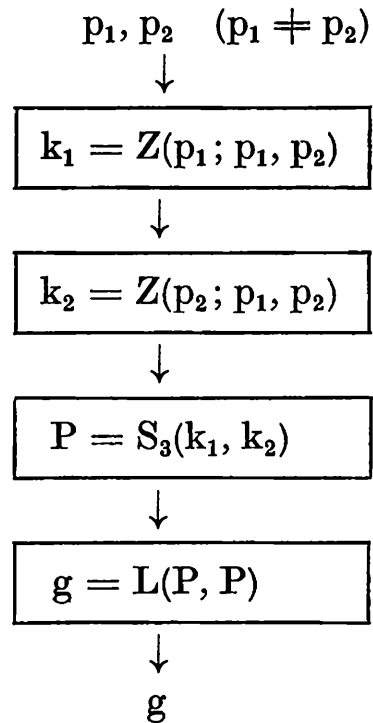 p₁, p₂ (p₁ ≠ p₂)
k₁ = Z(p₁; p₁, p₂)
k₂ = Z(p₂; p₁, p₂)
P = S₃(k₁, k₂)
g = L(P, P)
g